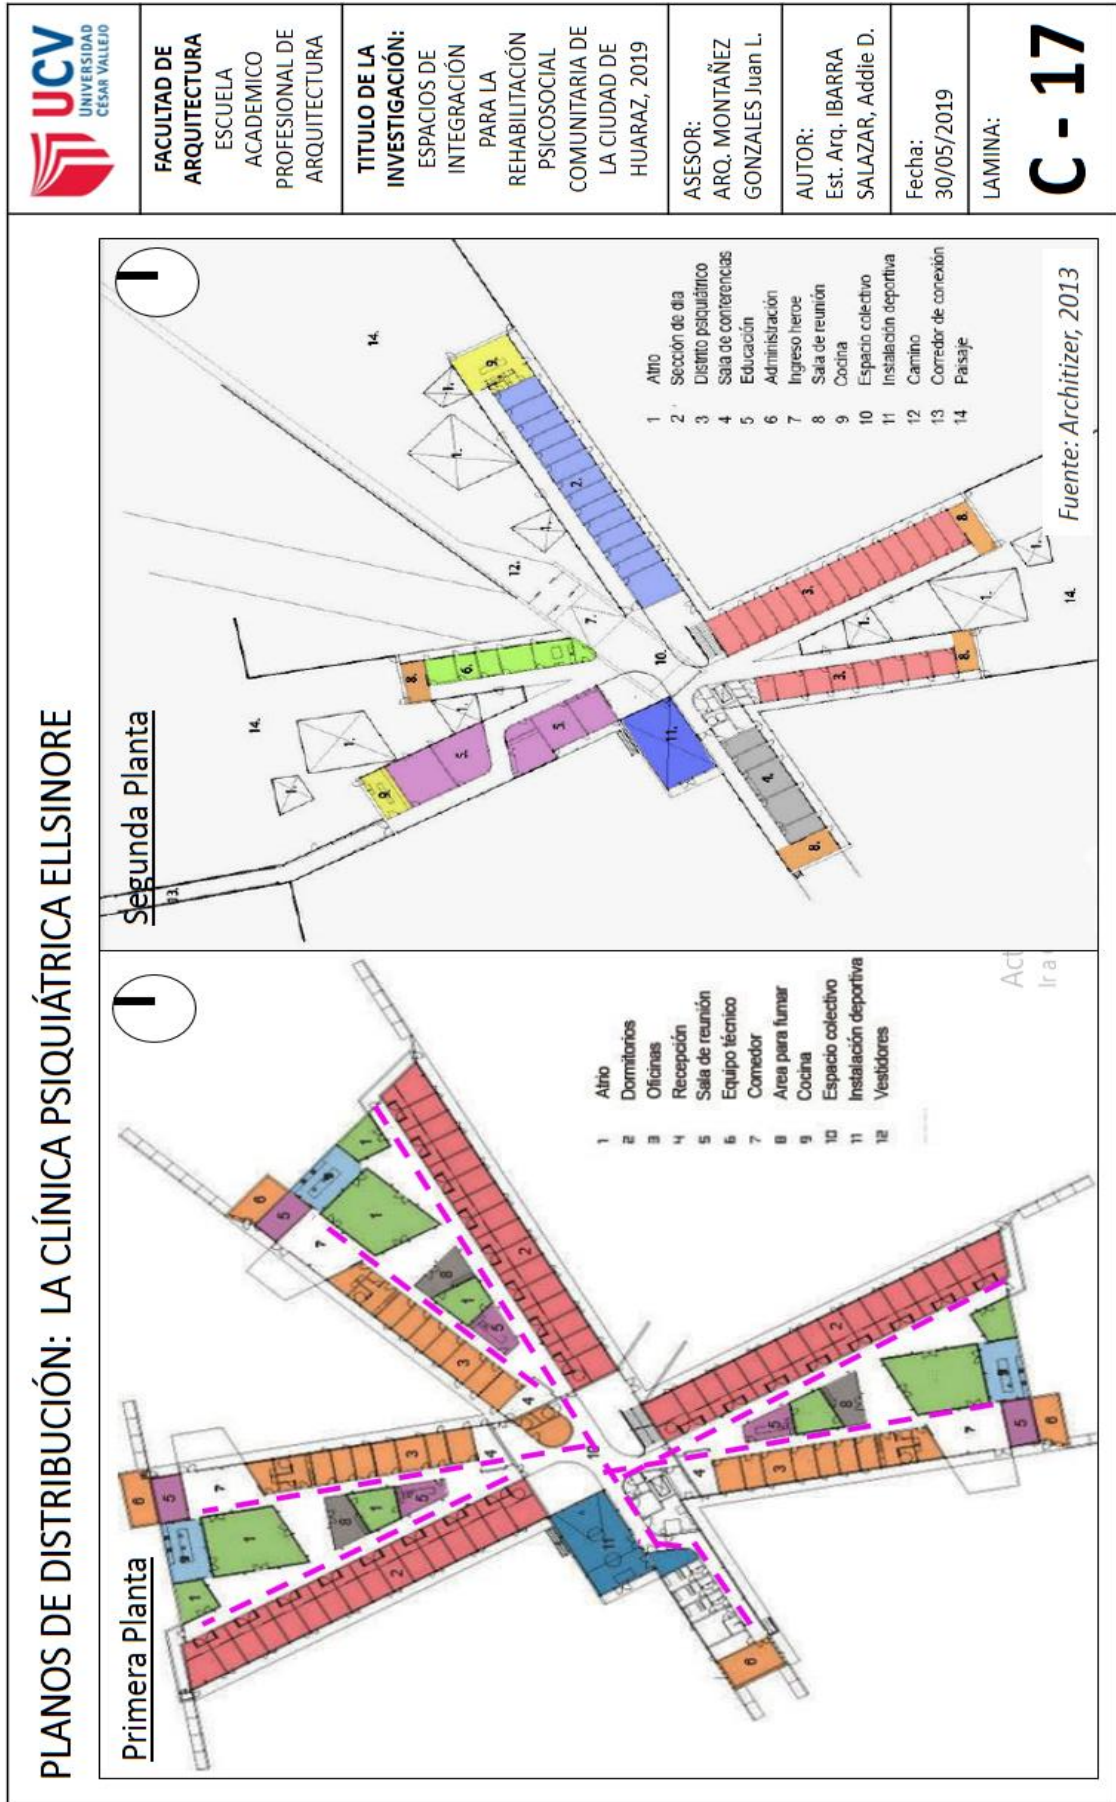 PLANOS DE DISTRIBUCIÓN: LA CLÍNICA PSIQUIÁTRICA ELLSINORE
Primera Planta
1 Atrio
2 Dormitorios
3 Oficinas
4 Recepción
5 Sala de reunión
6 Equipo técnico
7 Comedor
8 Area para fumar
9 Cocina
10 Espacio colectivo
11 Instalación deportiva
12 Vestidores
Act
Ir a
Segunda Planta
1 Atrio
2 Sección de dia
3 Distrito psiquiátrico
4 Sala de conferencias
5 Educación
6 Administración
7 Ingreso heroe
8 Sala de reunión
9 Cocina
10 Espacio colectivo
11 Instalación deportiva
12 Camino
13 Corredor de conexión
14 Paisaje
Fuente: Architizer, 2013
UCV
UNIVERSIDAD
CÉSAR VALLEJO
FACULTAD DE
ARQUITECTURA
ESCUELA
ACADEMICO
PROFESIONAL DE
ARQUITECTURA
TITULO DE LA
INVESTIGACIÓN:
ESPACIOS DE
INTEGRACIÓN
PARA LA
REHABILITACIÓN
PSICOSOCIAL
COMUNITARIA DE
LA CIUDAD DE
HUARAZ, 2019
ASESOR:
ARQ. MONTAÑEZ
GONZALES Juan L.
AUTOR:
Est. Arq. IBARRA
SALAZAR, Addie D.
Fecha:
30/05/2019
LAMINA:
C - 17